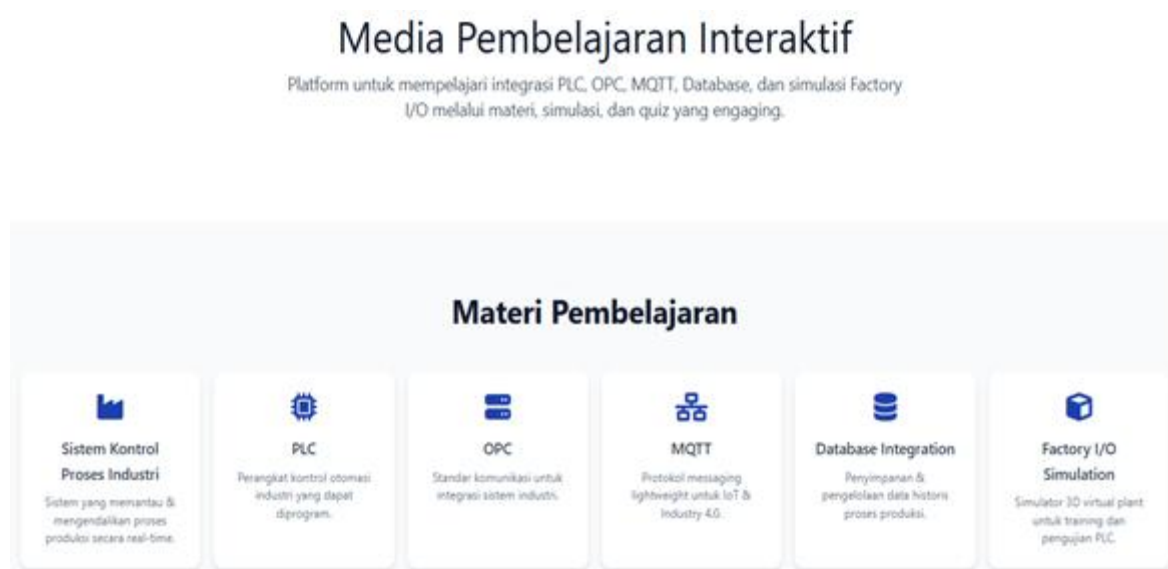 Media Pembelajaran Interaktif
Platform untuk mempelajari integrasi PLC, OPC, MQTT, Database, dan simulasi Factory
I/O melalui materi, simulasi, dan quiz yang engaging.
Materi Pembelajaran
Sistem Kontrol
Proses Industri
Sistem yang memantau &
mengendalikan proses
produksi secara real-time.
PLC
Perangkat kontrol otomasi
industri yang dapat
diprogram.
OPC
Standar komunikasi untuk
integrasi sistem industri.
MQTT
Protokol messaging
lightweight untuk IoT &
Industry 4.0.
Database Integration
Penyimpanan &
pengelolaan data historis
proses produksi.
Factory I/O
Simulation
Simulator 3D virtual plant
untuk training dan
pengujian PLC.